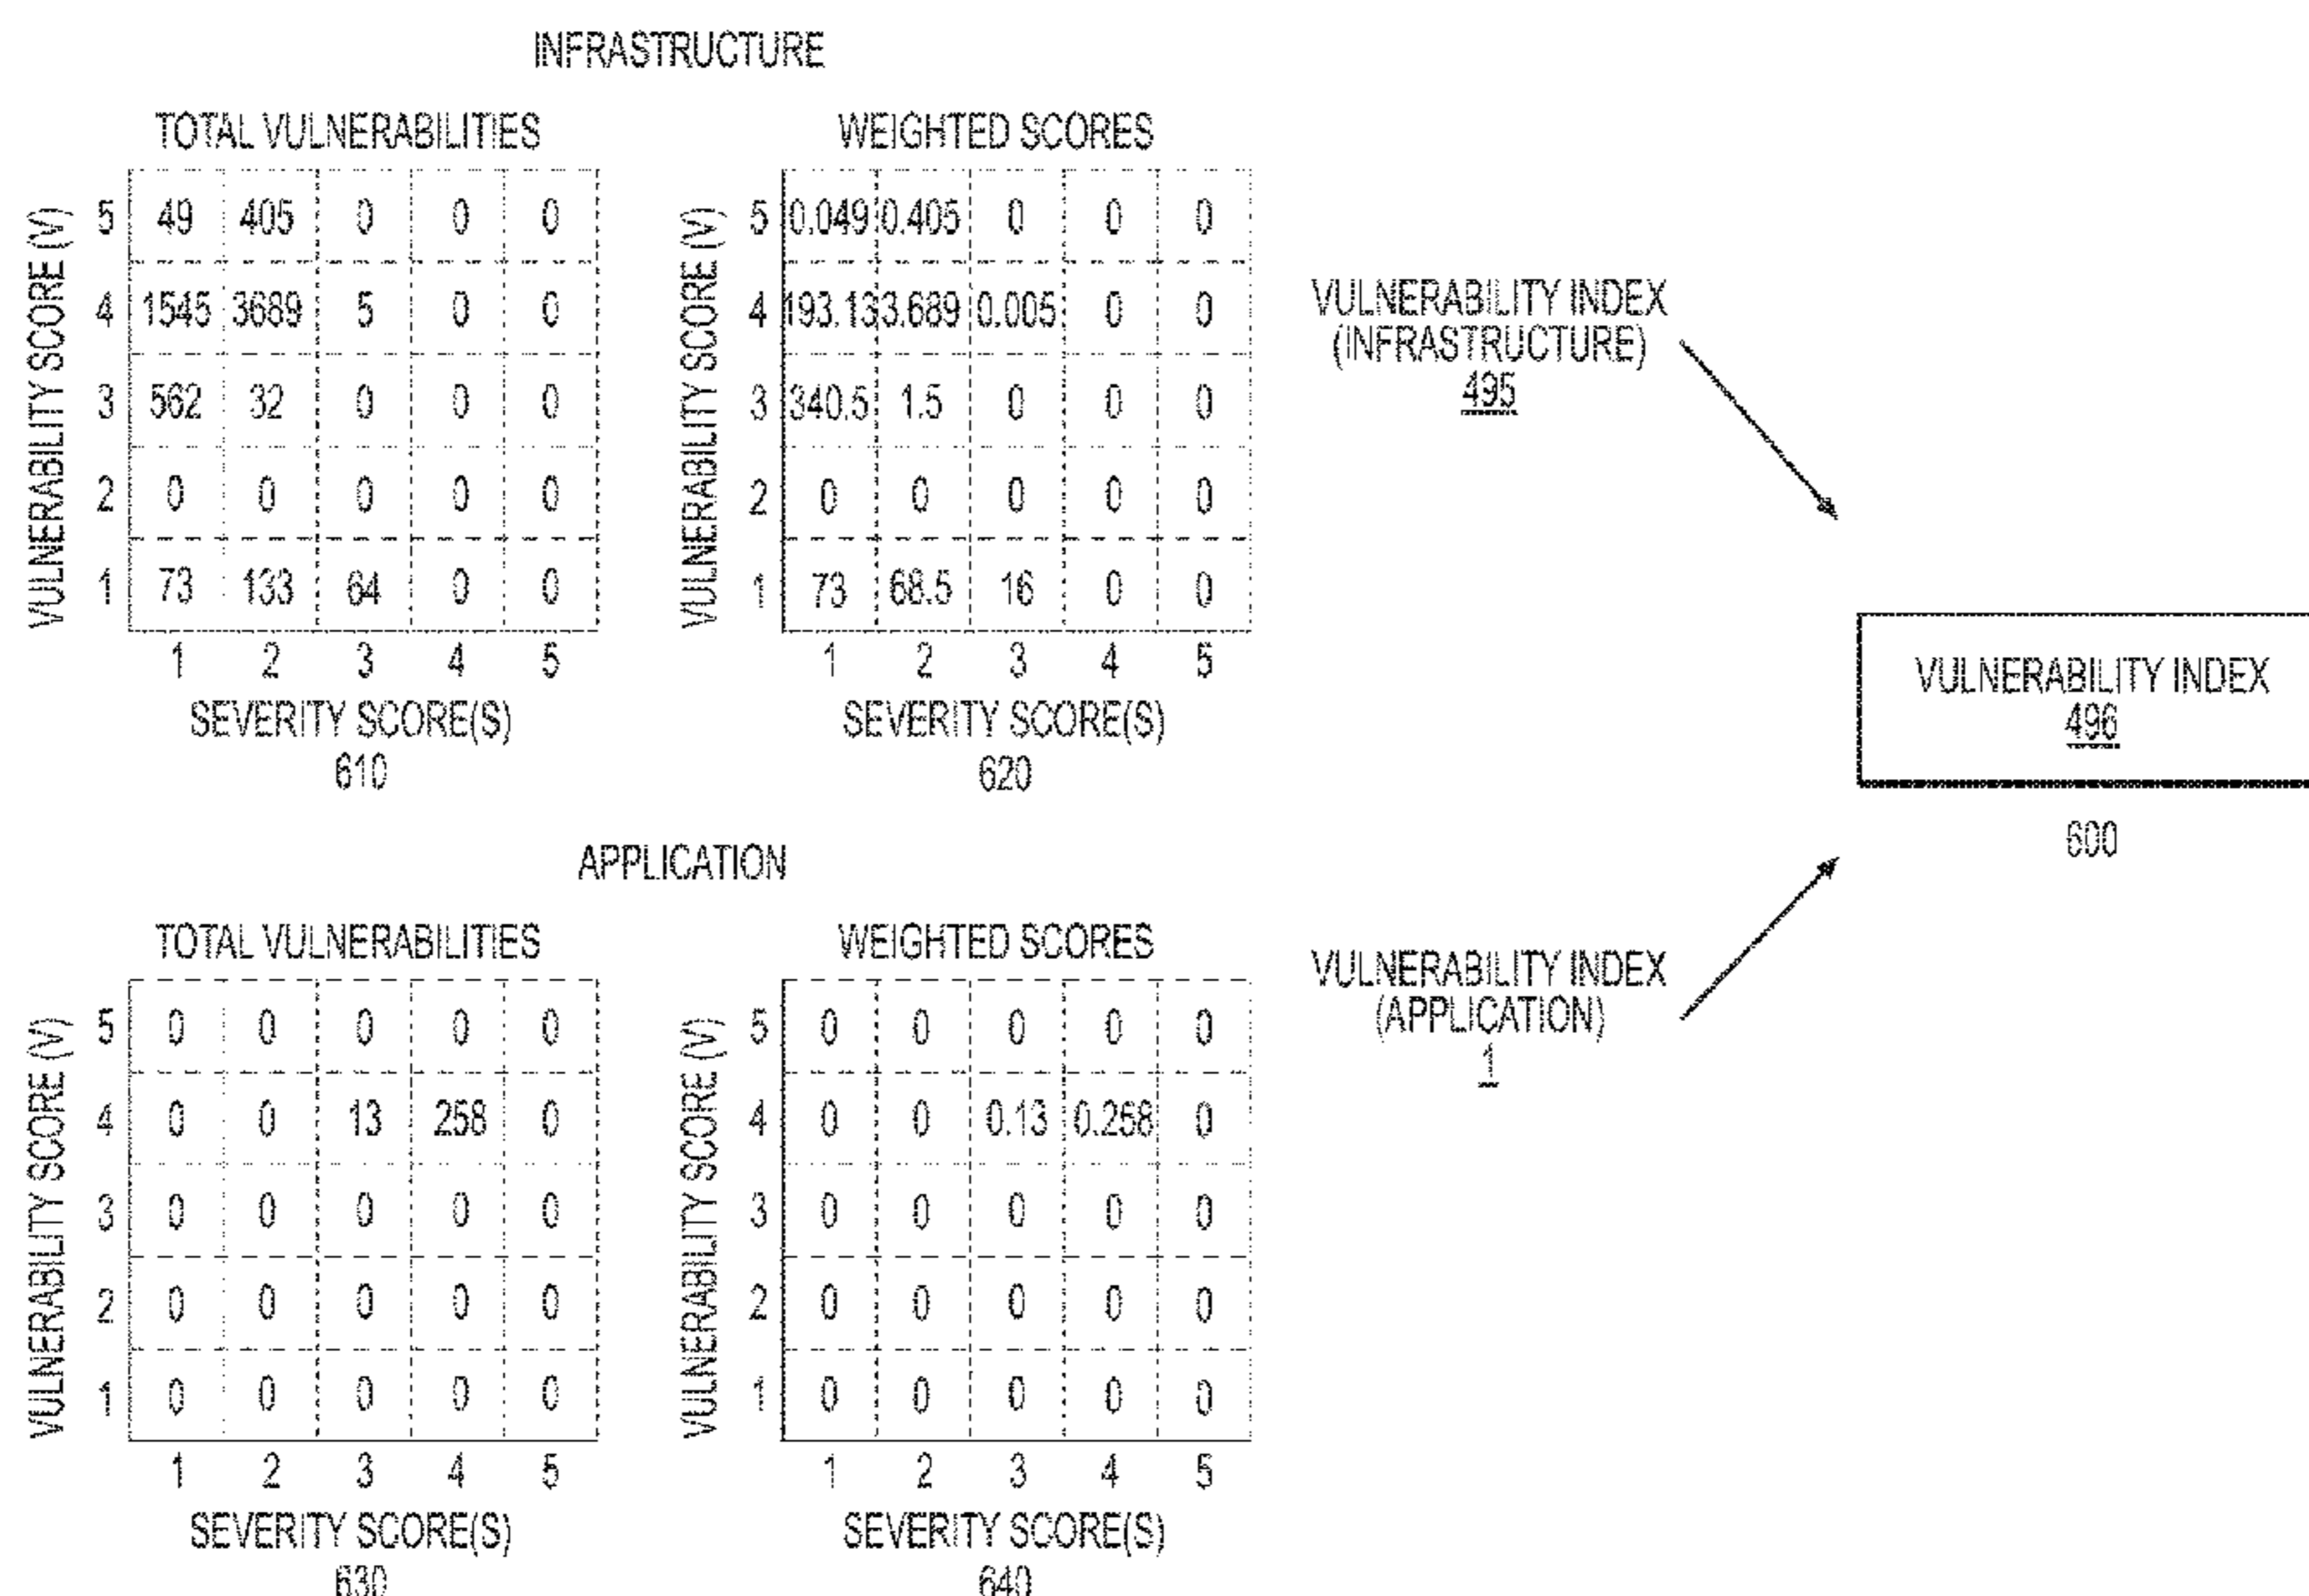 INFRASTRUCTURE
TOTAL VULNERABILITIES
VULNERABILITY SCORE (V)
5 49 405 0 0 0
4 1545 3689 5 0 0
3 562 32 0 0 0
2 0 0 0 0 0
1 73 133 64 0 0
1 2 3 4 5
SEVERITY SCORE(S)
610
WEIGHTED SCORES
VULNERABILITY SCORE (V)
5 0.049 0.405 0 0 0
4 193.13 3.689 0.005 0 0
3 340.5 1.5 0 0 0
2 0 0 0 0 0
1 73 68.5 16 0 0
1 2 3 4 5
SEVERITY SCORE(S)
620
VULNERABILITY INDEX
(INFRASTRUCTURE)
495
VULNERABILITY INDEX
496
600
APPLICATION
TOTAL VULNERABILITIES
VULNERABILITY SCORE (V)
5 0 0 0 0 0
4 0 0 13 258 0
3 0 0 0 0 0
2 0 0 0 0 0
1 0 0 0 0 0
1 2 3 4 5
SEVERITY SCORE(S)
630
WEIGHTED SCORES
VULNERABILITY SCORE (V)
5 0 0 0 0 0
4 0 0 0.13 0.258 0
3 0 0 0 0 0
2 0 0 0 0 0
1 0 0 0 0 0
1 2 3 4 5
SEVERITY SCORE(S)
640
VULNERABILITY INDEX
(APPLICATION)
1